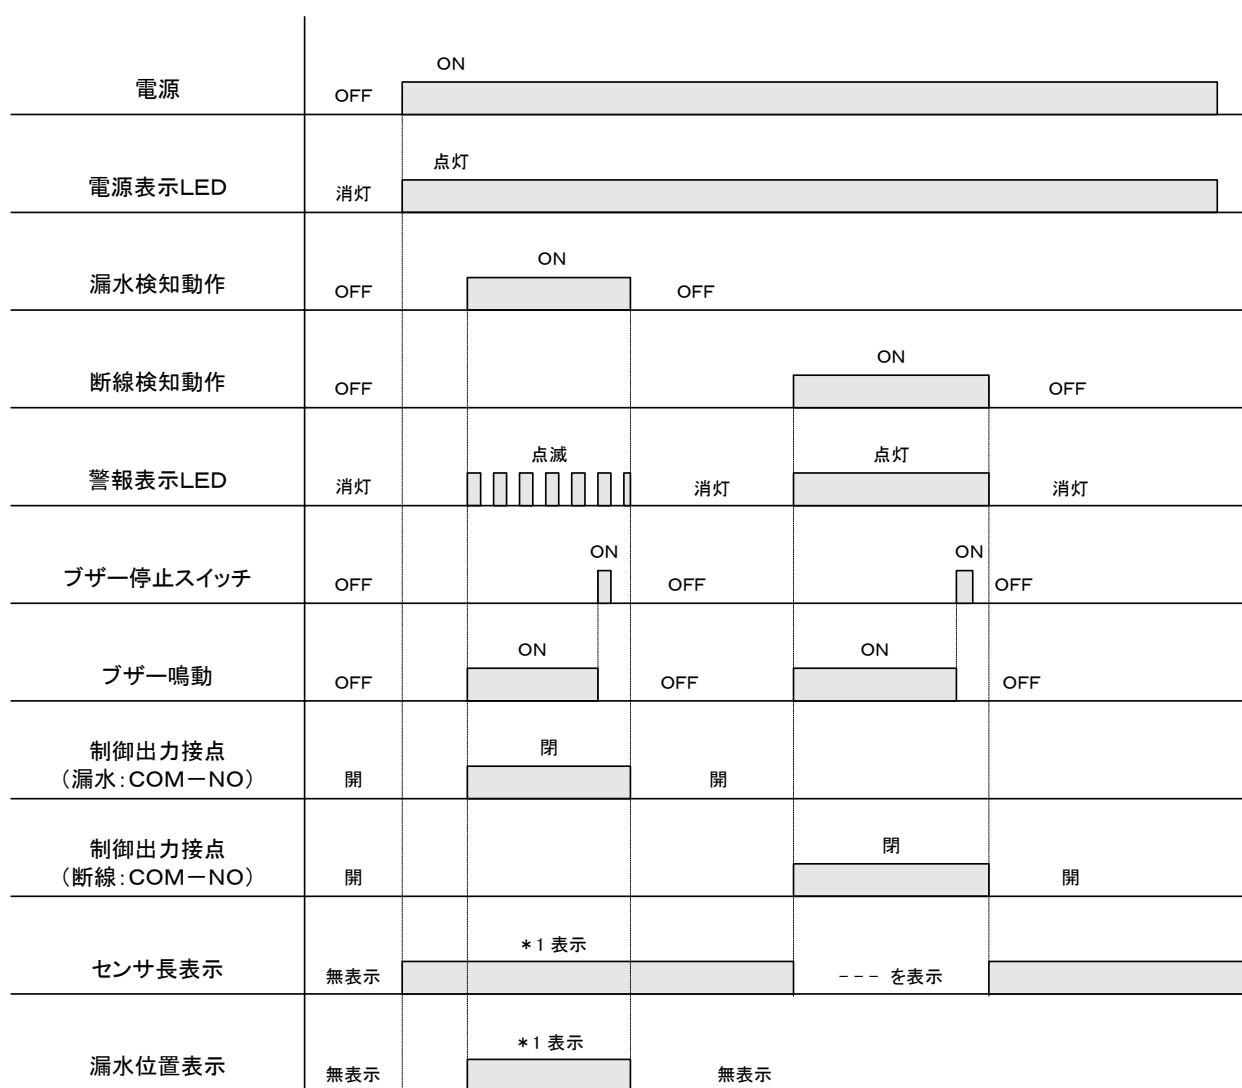 ON
電源 OFF
点灯
電源表示LED 消灯
ON
漏水検知動作 OFF OFF
ON
断線検知動作 OFF OFF
点滅 点灯
警報表示LED 消灯 消灯 消灯
ON ON
ブザー停止スイッチ OFF OFF OFF
ON ON
ブザー鳴動 OFF OFF OFF
制御出力接点 閉
（漏水：COM－NO） 開 開
制御出力接点 閉
（断線：COM－NO） 開 開
＊1 表示
センサ長表示 無表示 －－－ を表示
＊1 表示
漏水位置表示 無表示 無表示